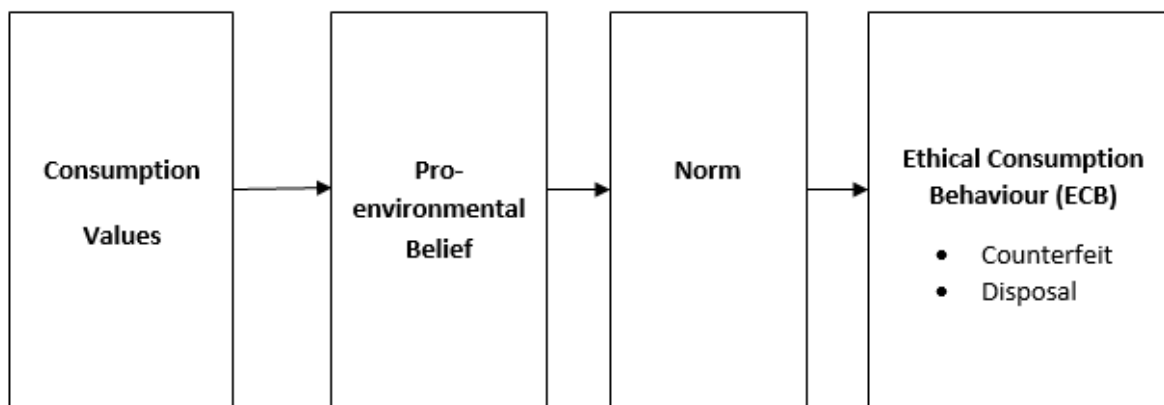 Consumption
Values
Pro-
environmental
Belief
Norm
Ethical Consumption
Behaviour (ECB)
• Counterfeit
• Disposal